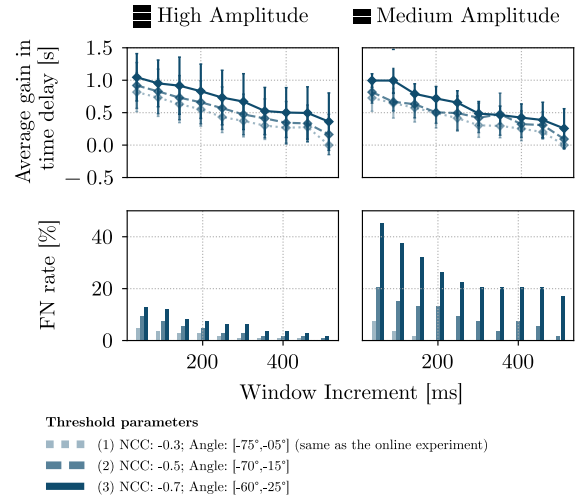 High Amplitude
Medium Amplitude
Average gain in
time delay [s]
1.5
1.0
0.5
0.0
−0.5
FN rate [%]
40
20
0
200
400
200
400
Window Increment [ms]
Threshold parameters
(1) NCC: -0.3; Angle: [-75°,-05°] (same as the online experiment)
(2) NCC: -0.5; Angle: [-70°,-15°]
(3) NCC: -0.7; Angle: [-60°,-25°]